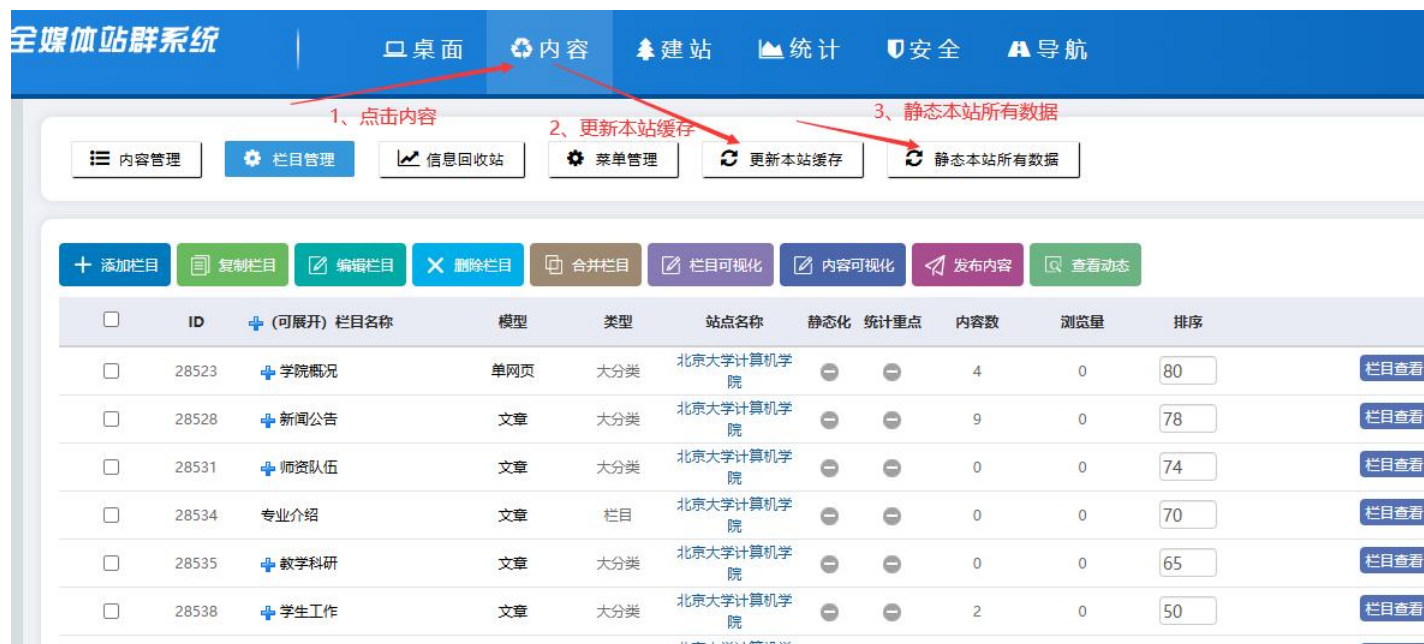 全媒体站群系统
桌面 内容 建站 统计 安全 导航
1、点击内容 2、更新本站缓存 3、静态本站所有数据
内容管理 栏目管理 信息回收站 菜单管理 更新本站缓存 静态本站所有数据
添加栏目 复制栏目 编辑栏目 删除栏目 合并栏目 栏目可视化 内容可视化 发布内容 查看动态
ID (可展开) 栏目名称 模型 类型 站点名称 静态化 统计重点 内容数 浏览量 排序
28523 学院概况 单网页 大分类 北京大学计算机学院 4 0 80 栏目查看
28528 新闻公告 文章 大分类 北京大学计算机学院 9 0 78 栏目查看
28531 师资队伍 文章 大分类 北京大学计算机学院 0 0 74 栏目查看
28534 专业介绍 文章 栏目 北京大学计算机学院 0 0 70 栏目查看
28535 教学科研 文章 大分类 北京大学计算机学院 0 0 65 栏目查看
28538 学生工作 文章 大分类 北京大学计算机学院 2 0 50 栏目查看